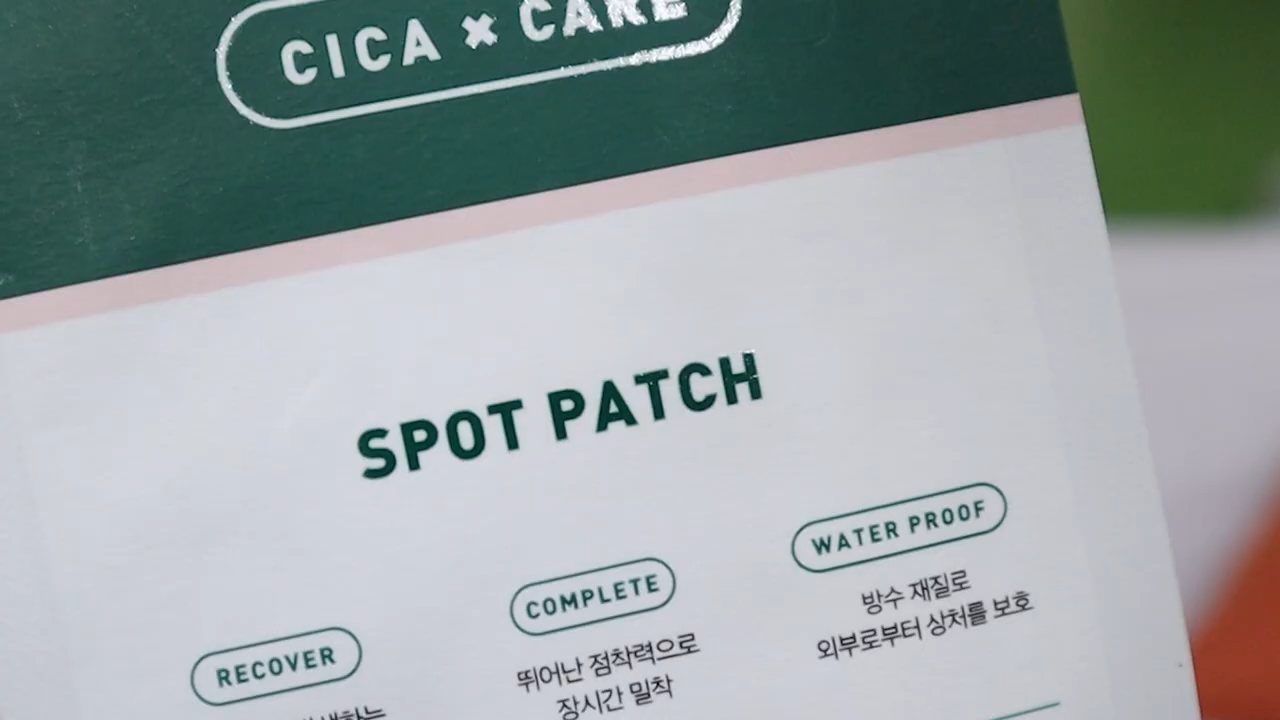 CICA × CARE
SPOT PATCH
RECOVER
COMPLETE
뛰어난 점착력으로
장시간 밀착
WATER PROOF
방수 재질로
외부로부터 상처를 보호